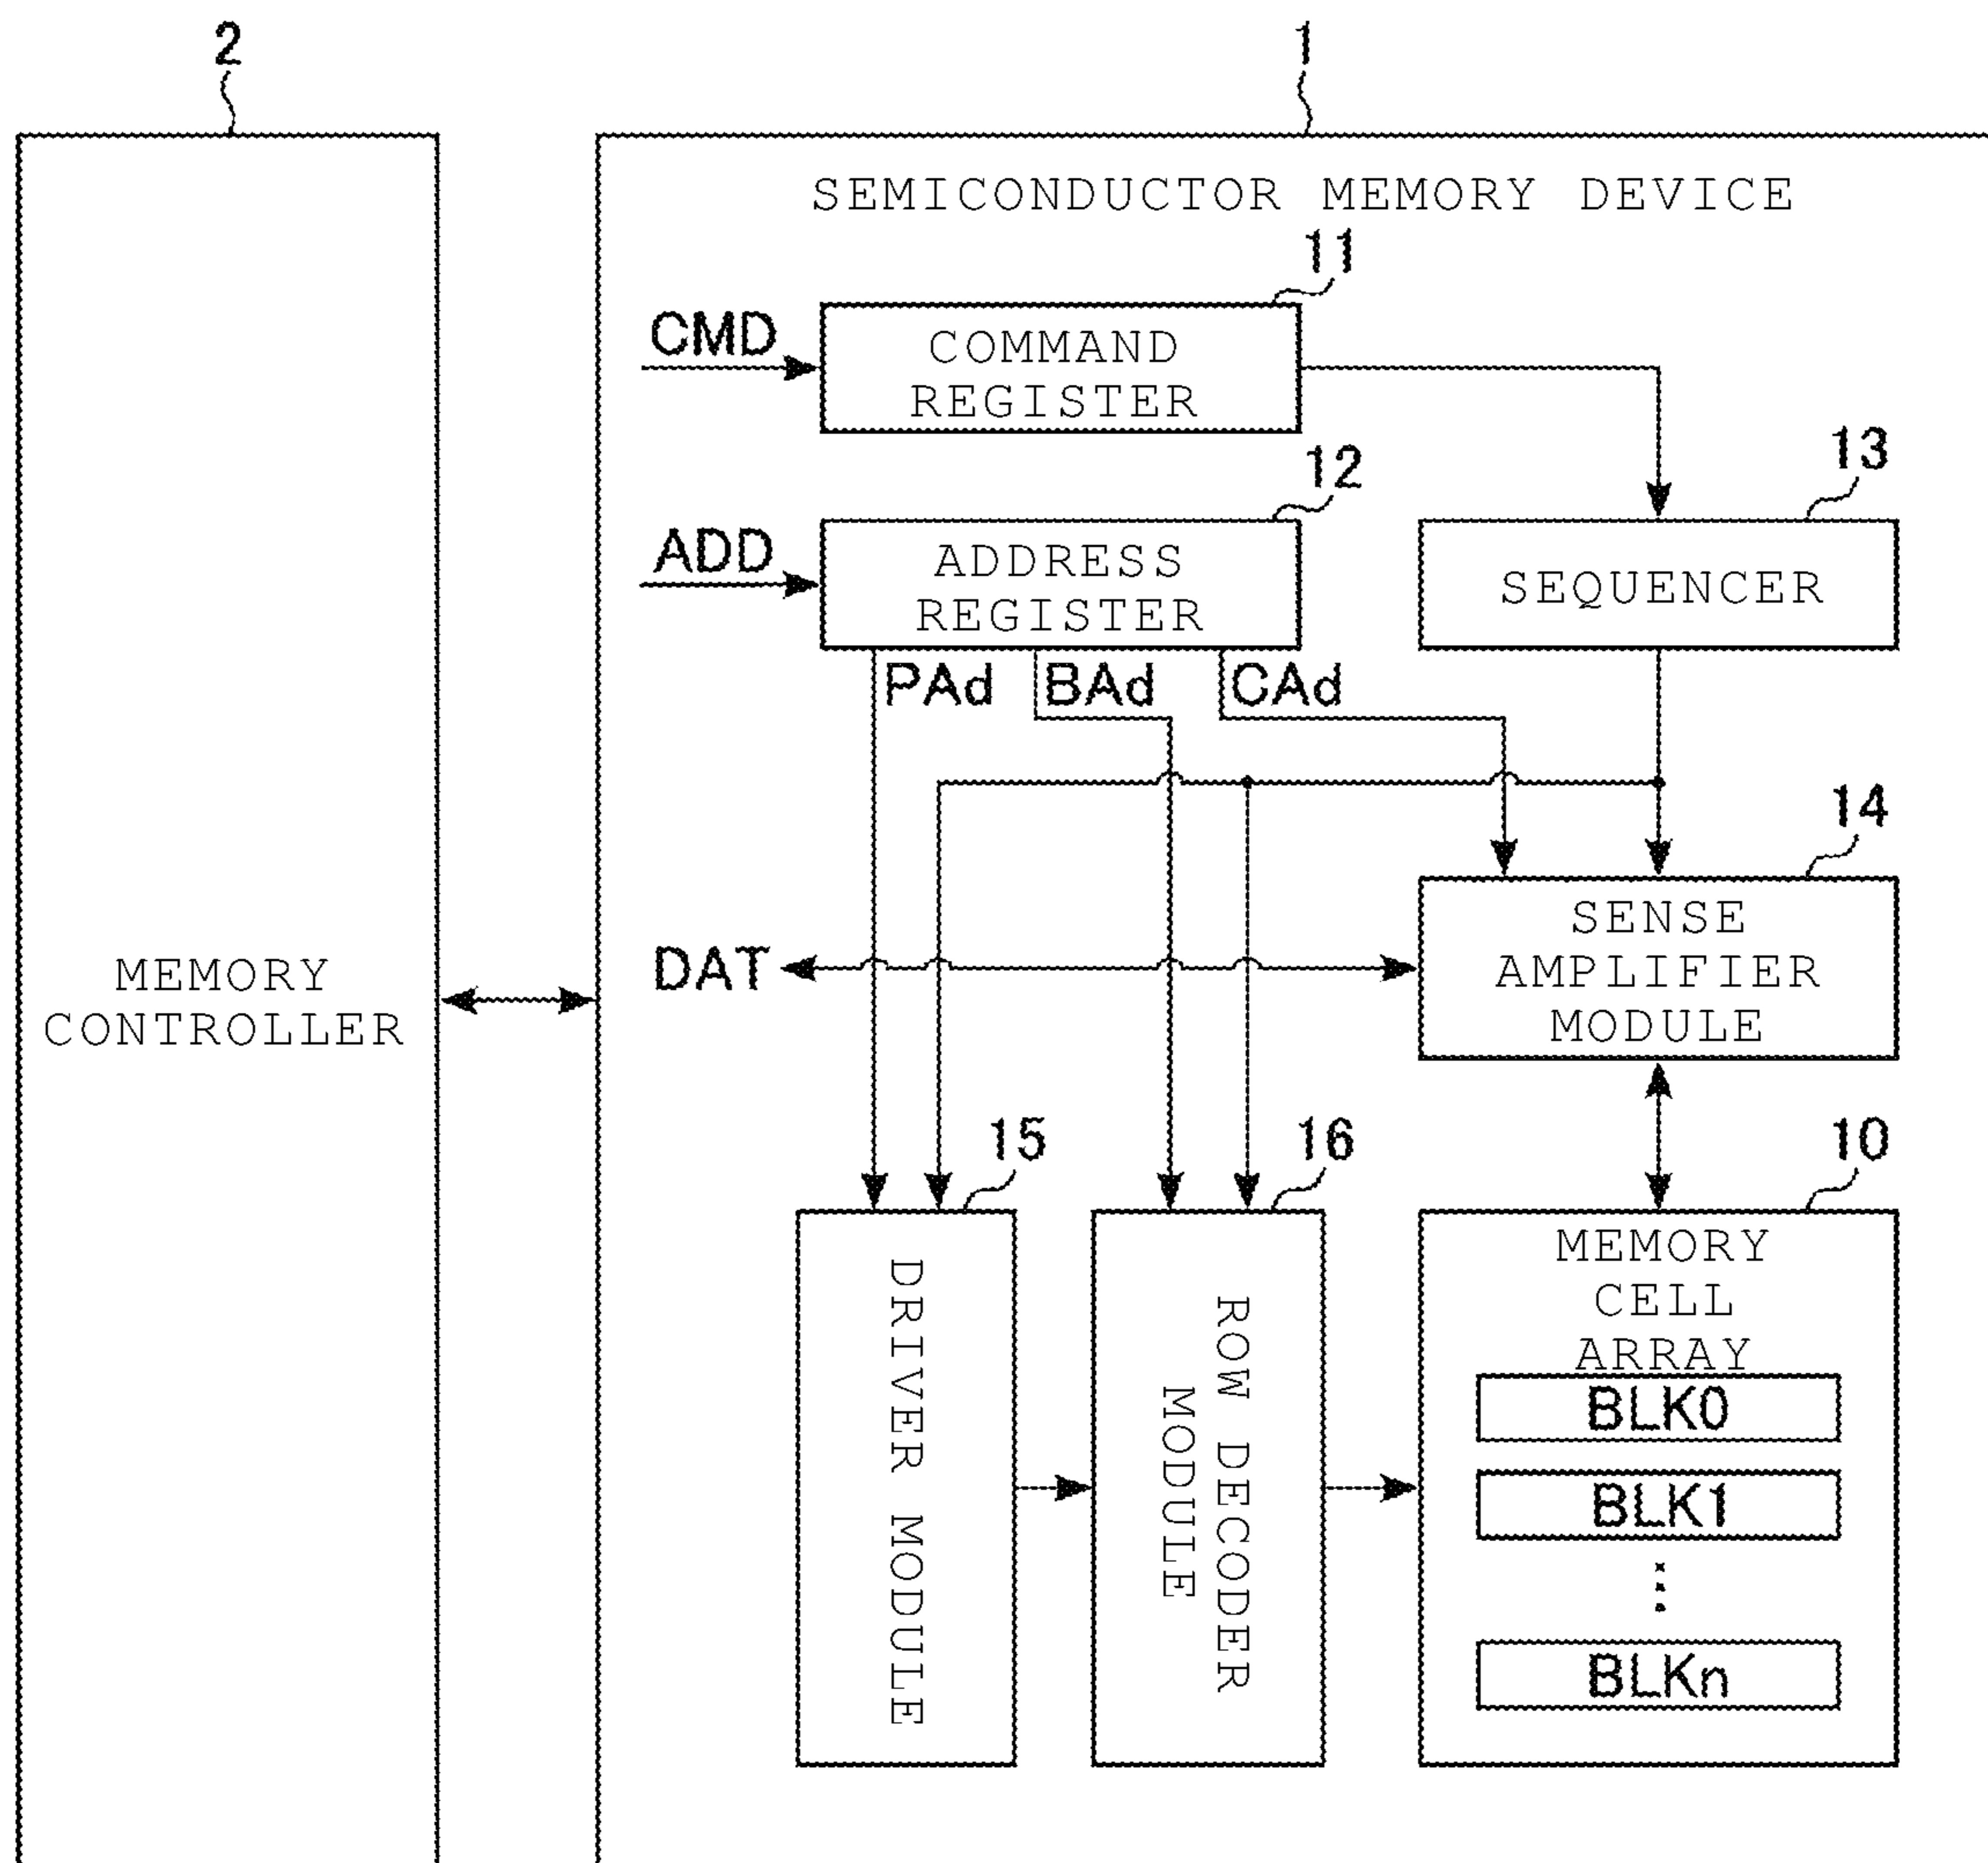 2
1
SEMICONDUCTOR MEMORY DEVICE
11
CMD
COMMAND
REGISTER
12
13
ADD
ADDRESS
REGISTER
SEQUENCER
PAd
BAd
CAd
14
DAT
SENSE
AMPLIFIER
MODULE
MEMORY
CONTROLLER
15
16
10
DRIVER MODULE
ROW DECODER
MODULE
MEMORY
CELL
ARRAY
BLK0
BLK1
BLKn